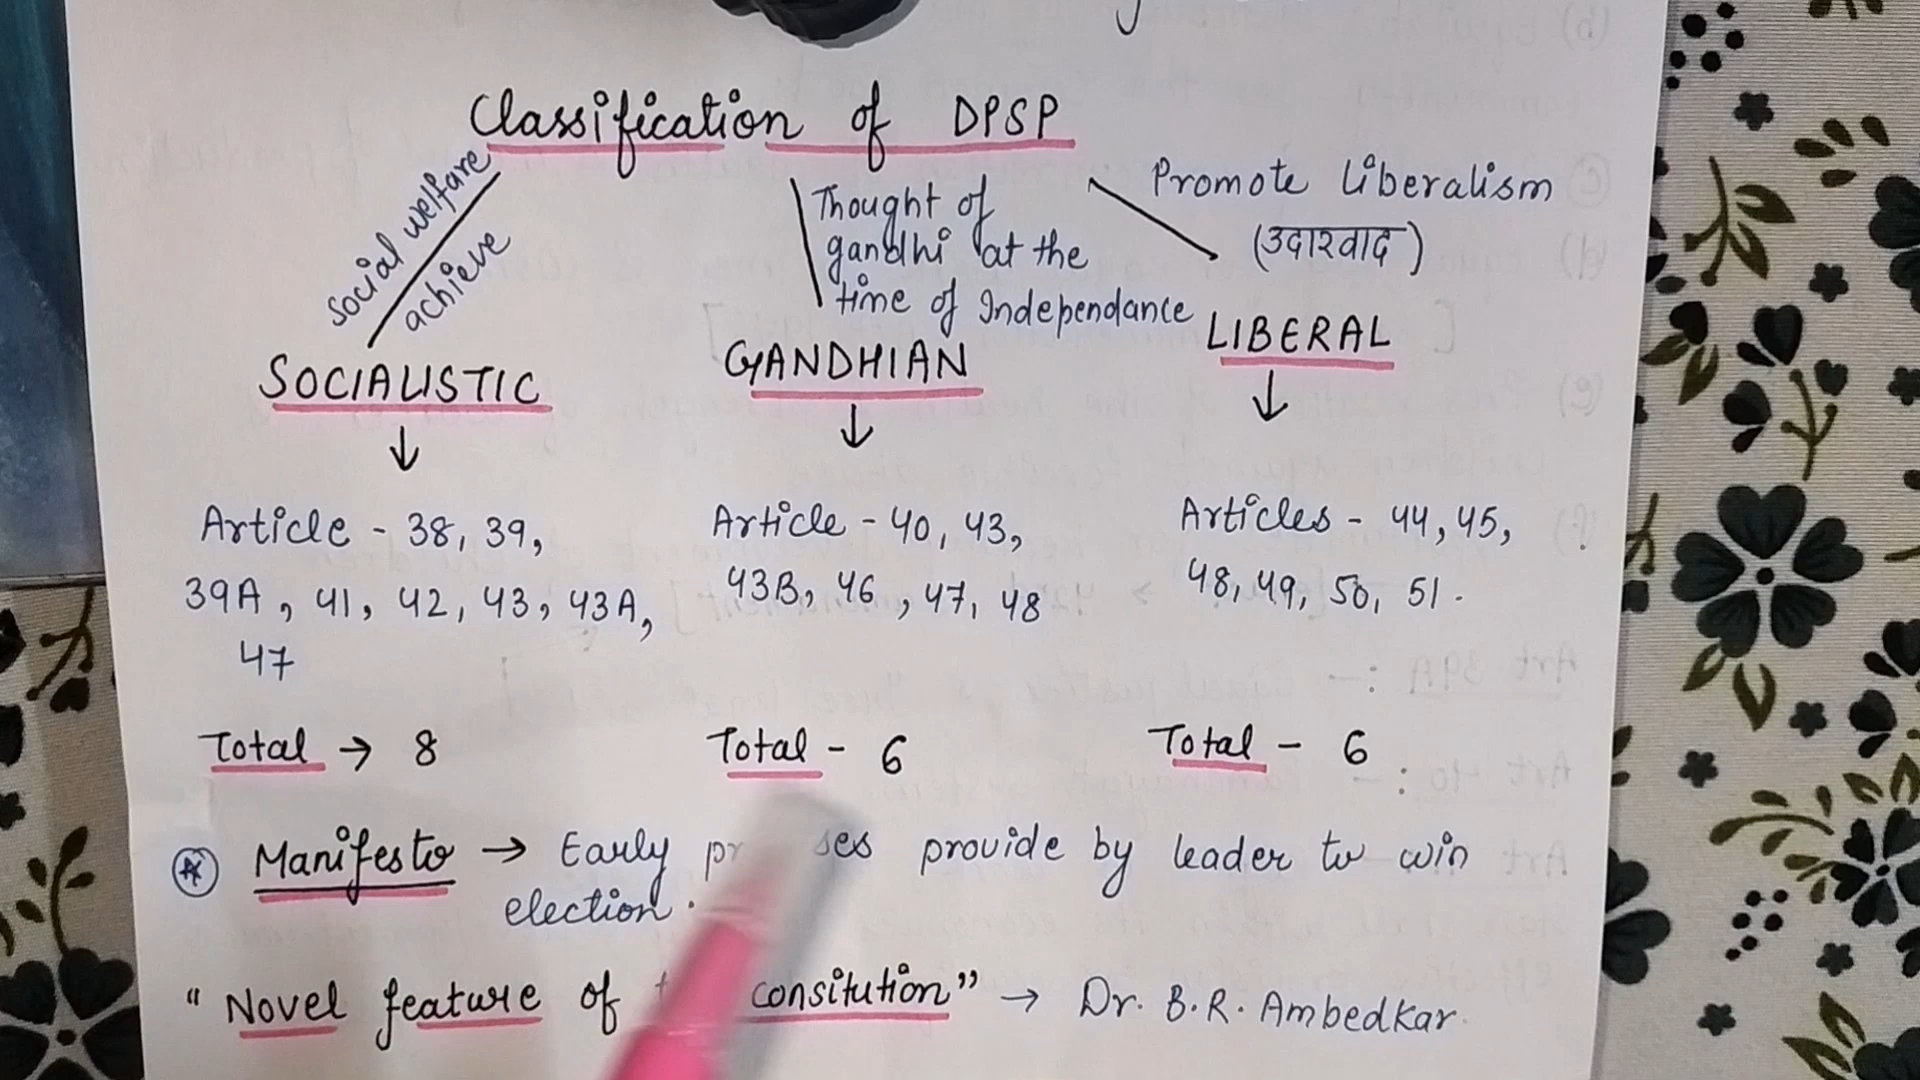 Classification of DPSP
social welfare
achieve
Thought of
gandhi at the
time of Independance
Promote Liberalism
(उदारवाद)
SOCIALISTIC
GANDHIAN
LIBERAL
Article - 38, 39,
39A, 41, 42, 43, 43A,
47
Article - 40, 43,
43B, 46, 47, 48
Articles - 44, 45,
48, 49, 50, 51.
Total → 8
Total - 6
Total - 6
Manifesto → Early provide by leader to win
election.
"Novel feature of consitution" → Dr. B.R. Ambedkar.